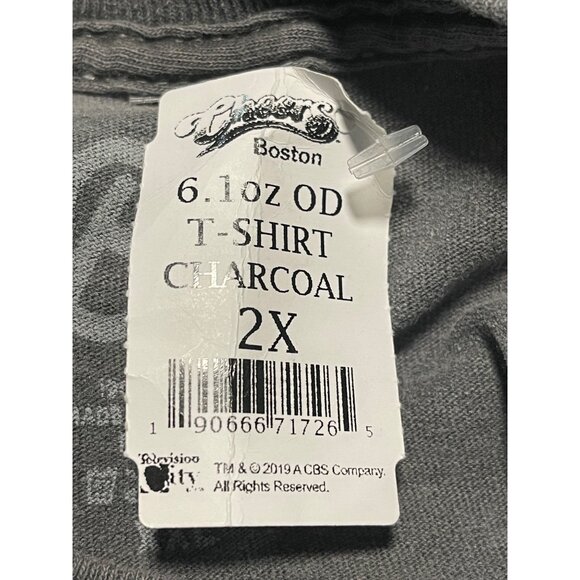 Cheers
TM
Boston
6.1oz OD
T-SHIRT
CHARCOAL
2X
1 90666 71726 5
Television
City
TM & © 2019 A CBS Company.
All Rights Reserved.